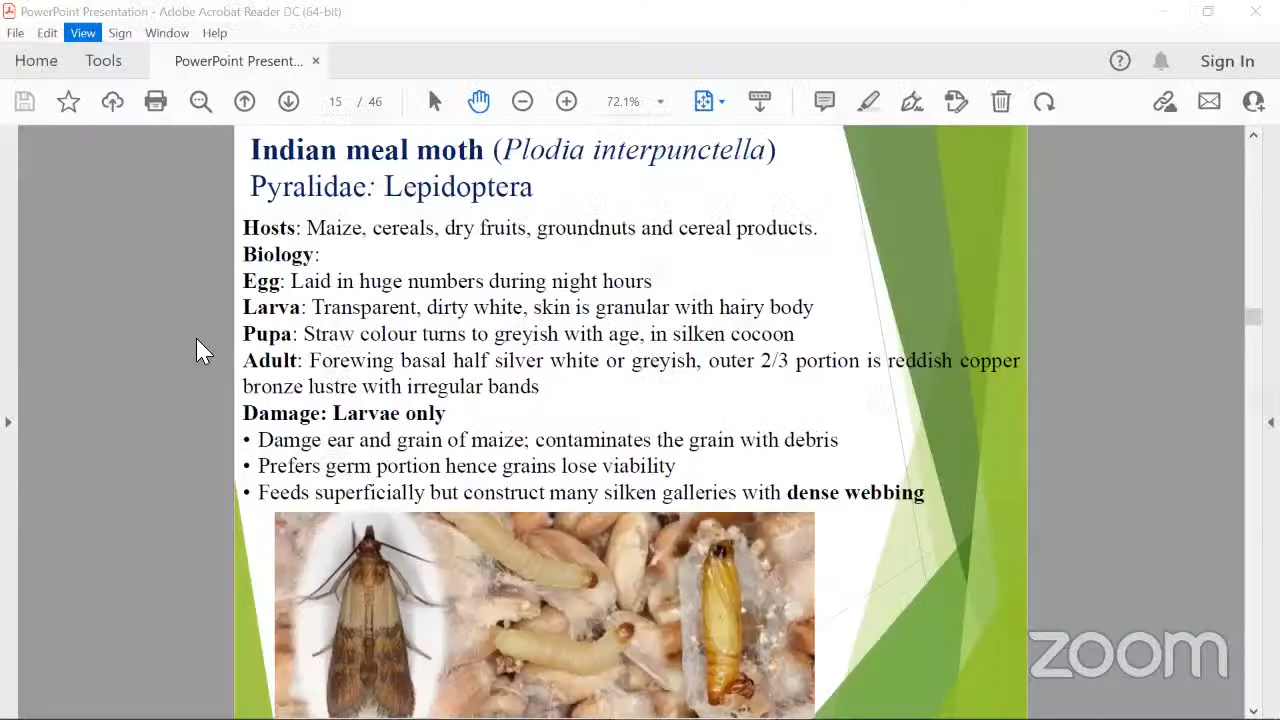 PowerPoint Presentation - Adobe Acrobat Reader DC (64-bit)
File Edit View Sign Window Help
Home Tools PowerPoint Present... × Sign In
15 / 46 72.1%
Indian meal moth (Plodia interpunctella)
Pyralidae: Lepidoptera
Hosts: Maize, cereals, dry fruits, groundnuts and cereal products.
Biology:
Egg: Laid in huge numbers during night hours
Larva: Transparent, dirty white, skin is granular with hairy body
Pupa: Straw colour turns to greyish with age, in silken cocoon
Adult: Forewing basal half silver white or greyish, outer 2/3 portion is reddish copper
bronze lustre with irregular bands
Damage: Larvae only
• Damge ear and grain of maize; contaminates the grain with debris
• Prefers germ portion hence grains lose viability
• Feeds superficially but construct many silken galleries with dense webbing
zoom